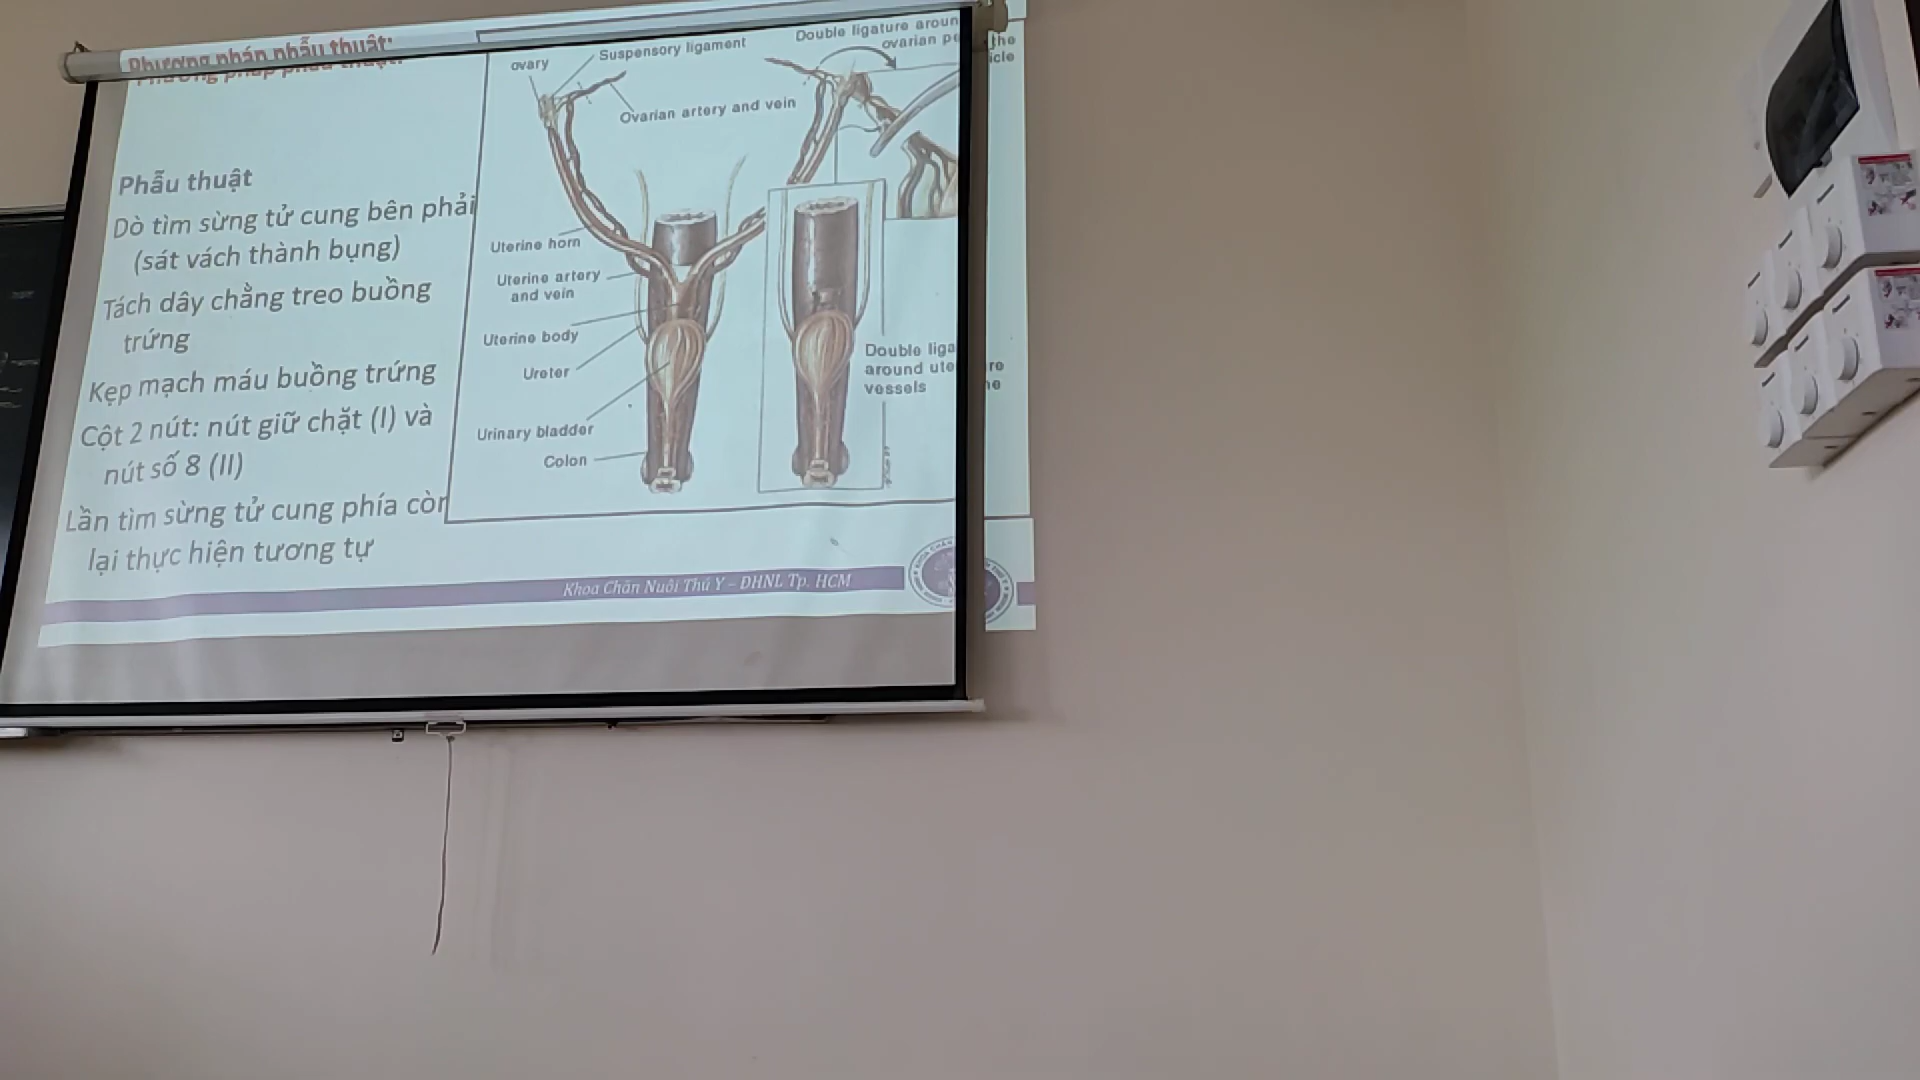 Phương pháp phẫu thuật:
Phẫu thuật
Dò tìm sừng tử cung bên phải
(sát vách thành bụng)
Tách dây chằng treo buồng
trứng
Kẹp mạch máu buồng trứng
Cột 2 nút: nút giữ chặt (I) và
nút số 8 (II)
Lần tìm sừng tử cung phía còn
lại thực hiện tương tự
ovary
Suspensory ligament
Ovarian artery and vein
Double ligature aroun
the
ovarian pe
icle
Uterine horn
Uterine artery
and vein
Uterine body
Ureter
Urinary bladder
Colon
Double liga
around ute
vessels
Khoa Chăn Nuôi Thú Y – ĐHNL Tp. HCM